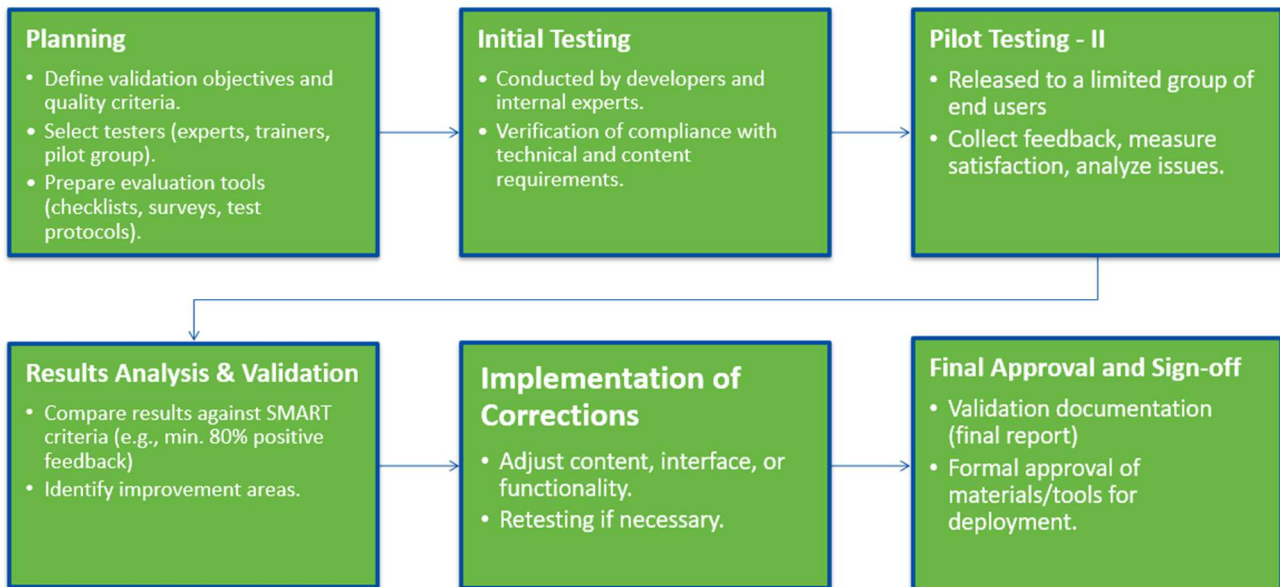 Planning
• Define validation objectives and
quality criteria.
• Select testers (experts, trainers,
pilot group).
• Prepare evaluation tools
(checklists, surveys, test
protocols).
Initial Testing
• Conducted by developers and
internal experts.
• Verification of compliance with
technical and content
requirements.
Pilot Testing - II
• Released to a limited group of
end users
• Collect feedback, measure
satisfaction, analyze issues.
Results Analysis & Validation
• Compare results against SMART
criteria (e.g., min. 80% positive
feedback)
• Identify improvement areas.
Implementation of
Corrections
• Adjust content, interface, or
functionality.
• Retesting if necessary.
Final Approval and Sign-off
• Validation documentation
(final report)
• Formal approval of
materials/tools for
deployment.